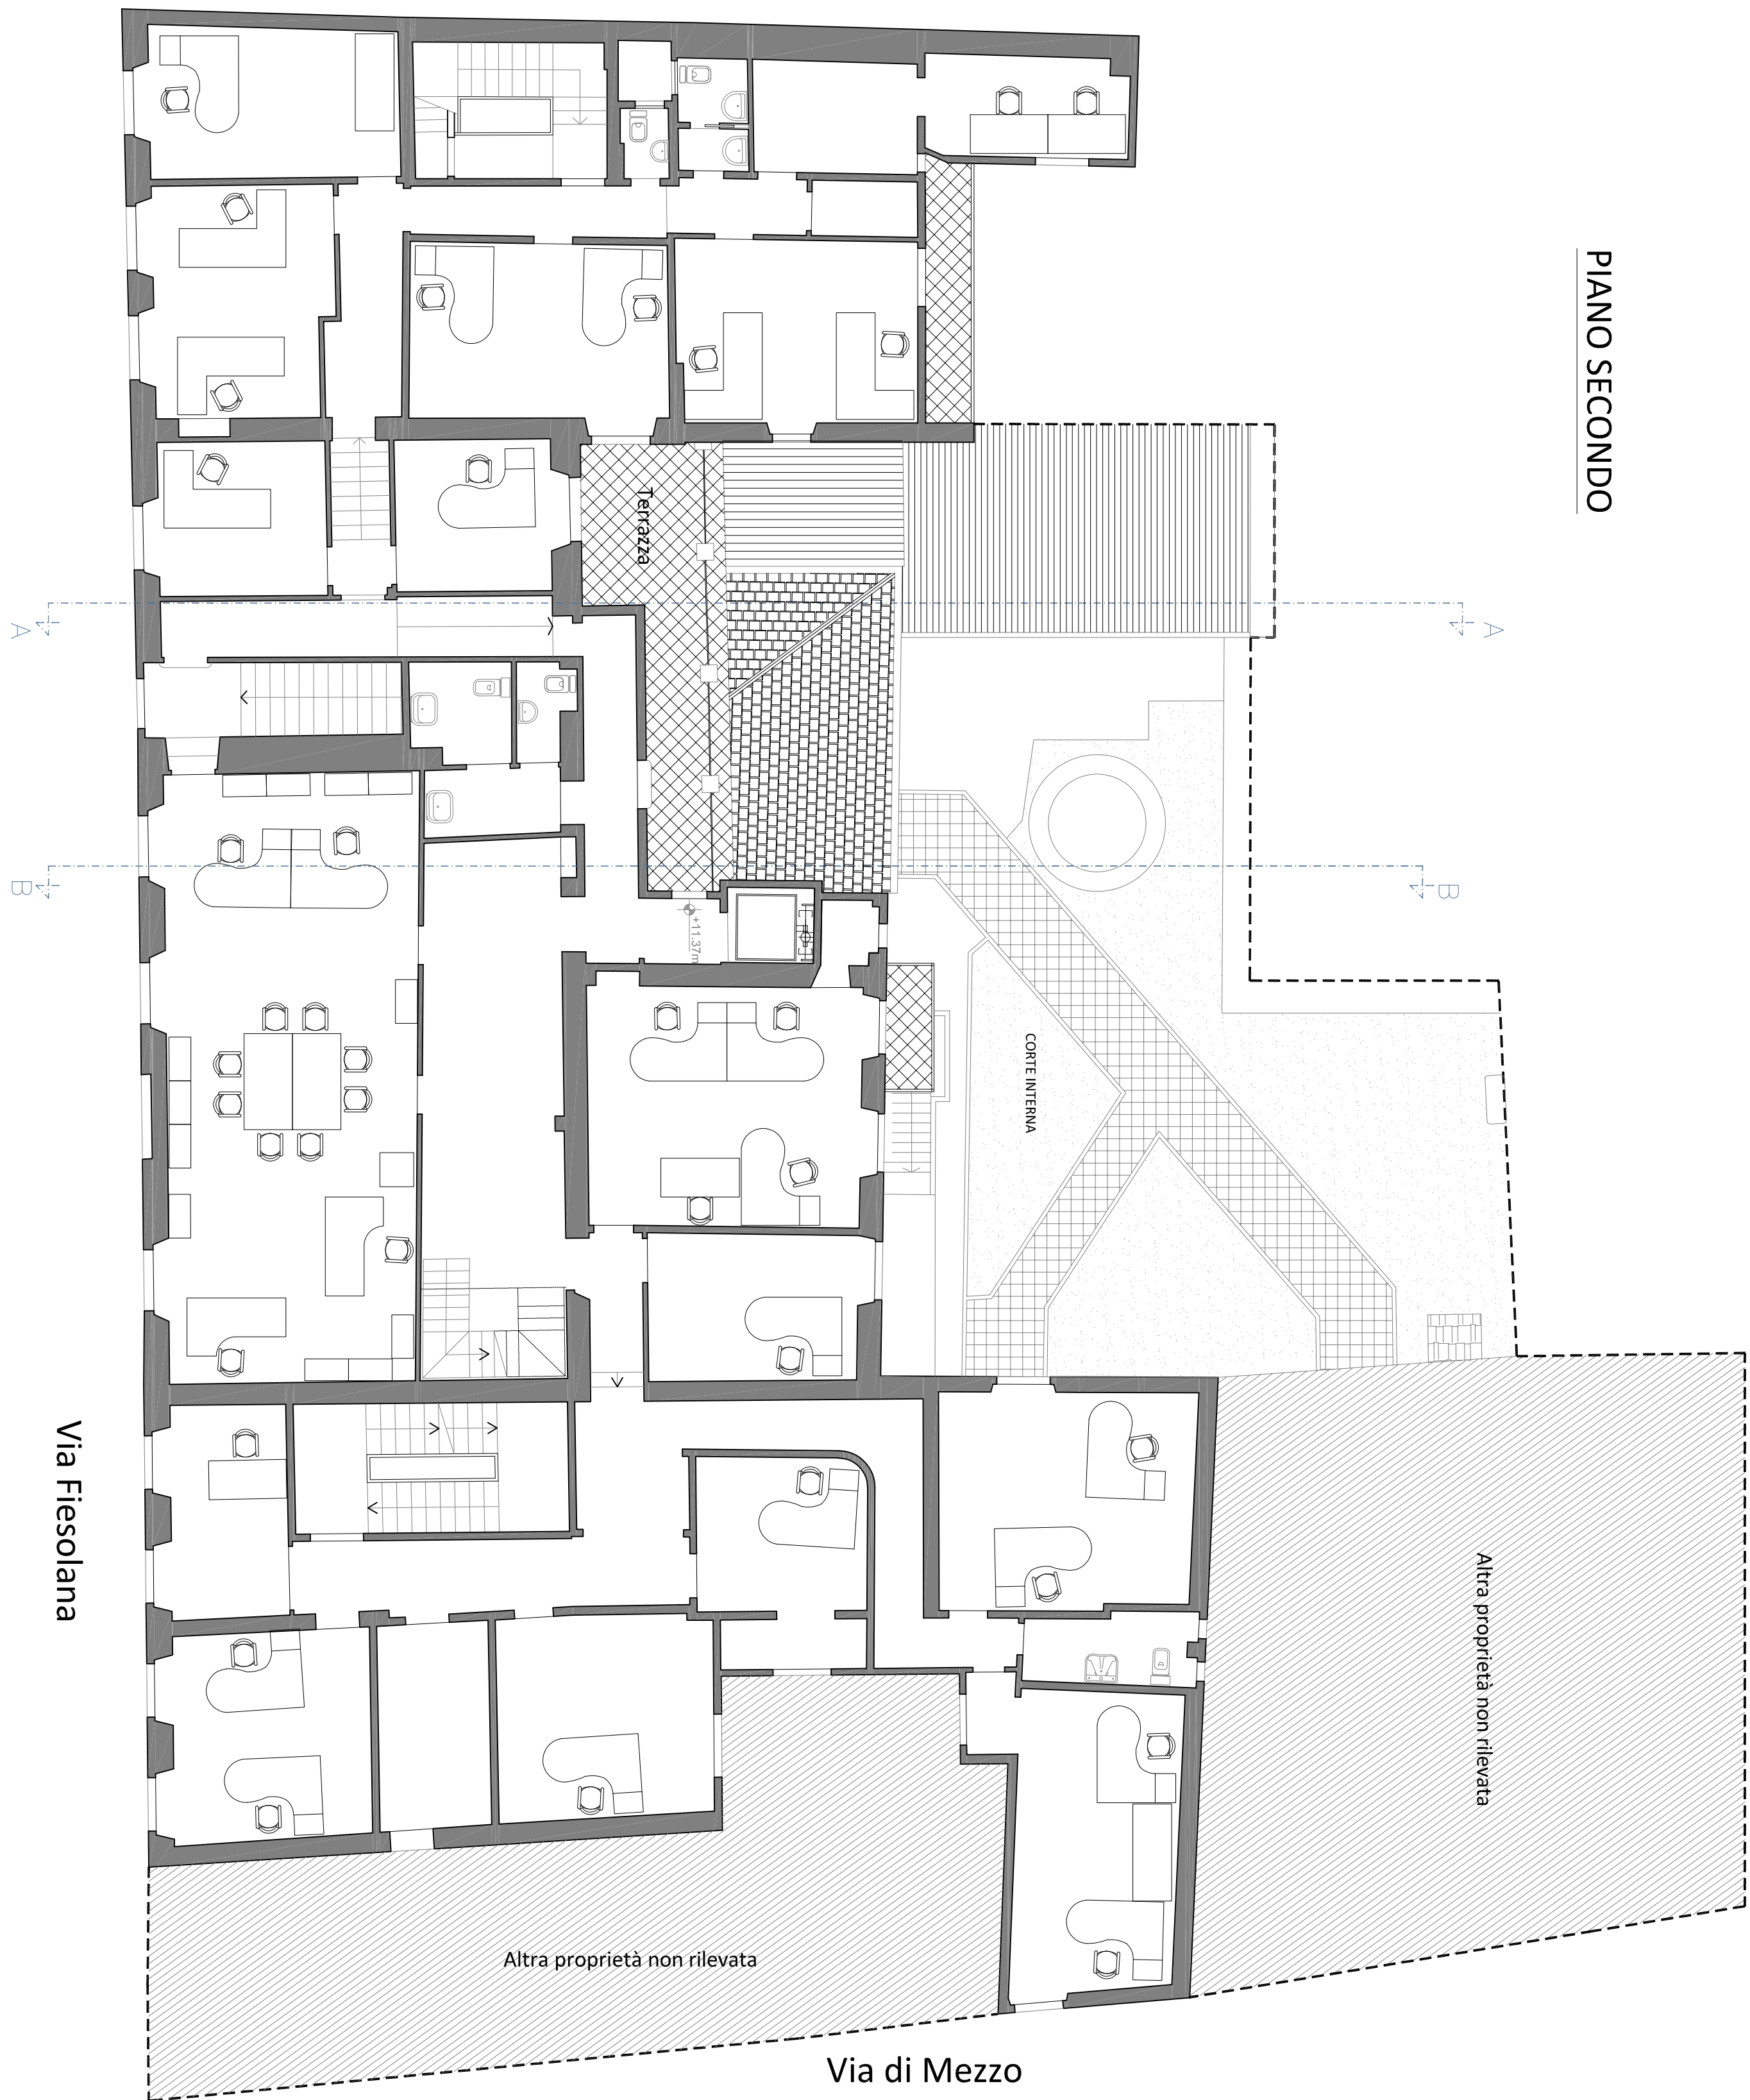 PIANO SECONDO
Terrazza
A
A
B
B
+11.37m
CORTE INTERNA
Via Fiesolana
Altra proprietà non rilevata
Altra proprietà non rilevata
Via di Mezzo